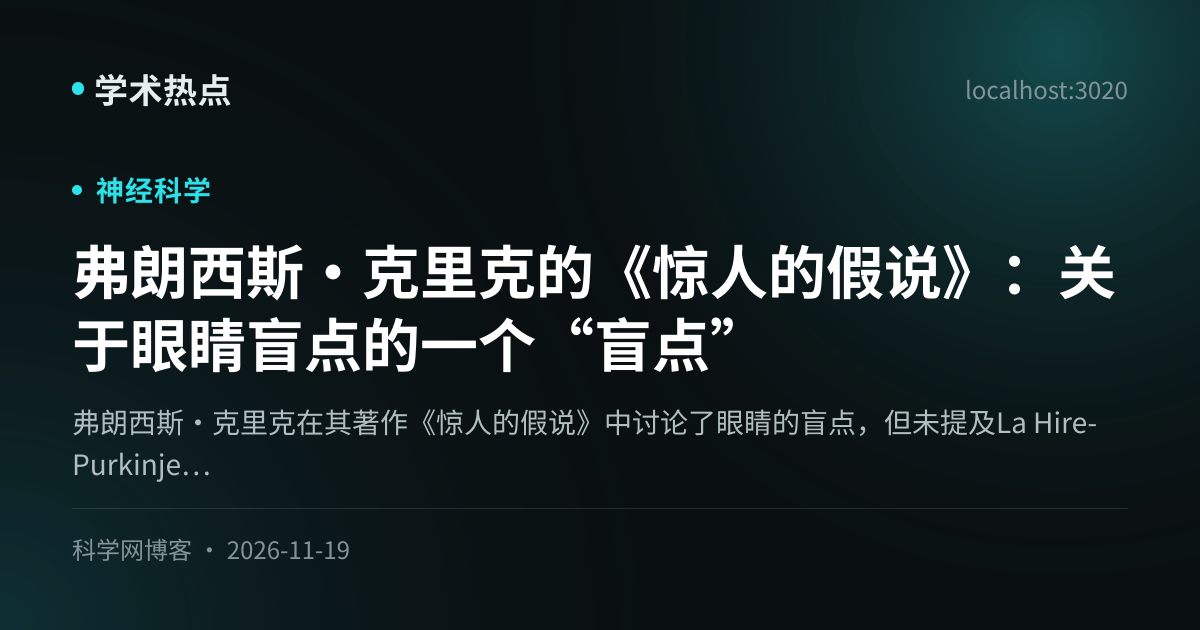 学术热点
localhost:3020
神经科学
弗朗西斯·克里克的《惊人的假说》：关
于眼睛盲点的一个“盲点”
弗朗西斯·克里克在其著作《惊人的假说》中讨论了眼睛的盲点，但未提及La Hire-
Purkinje…
科学网博客 · 2026-11-19